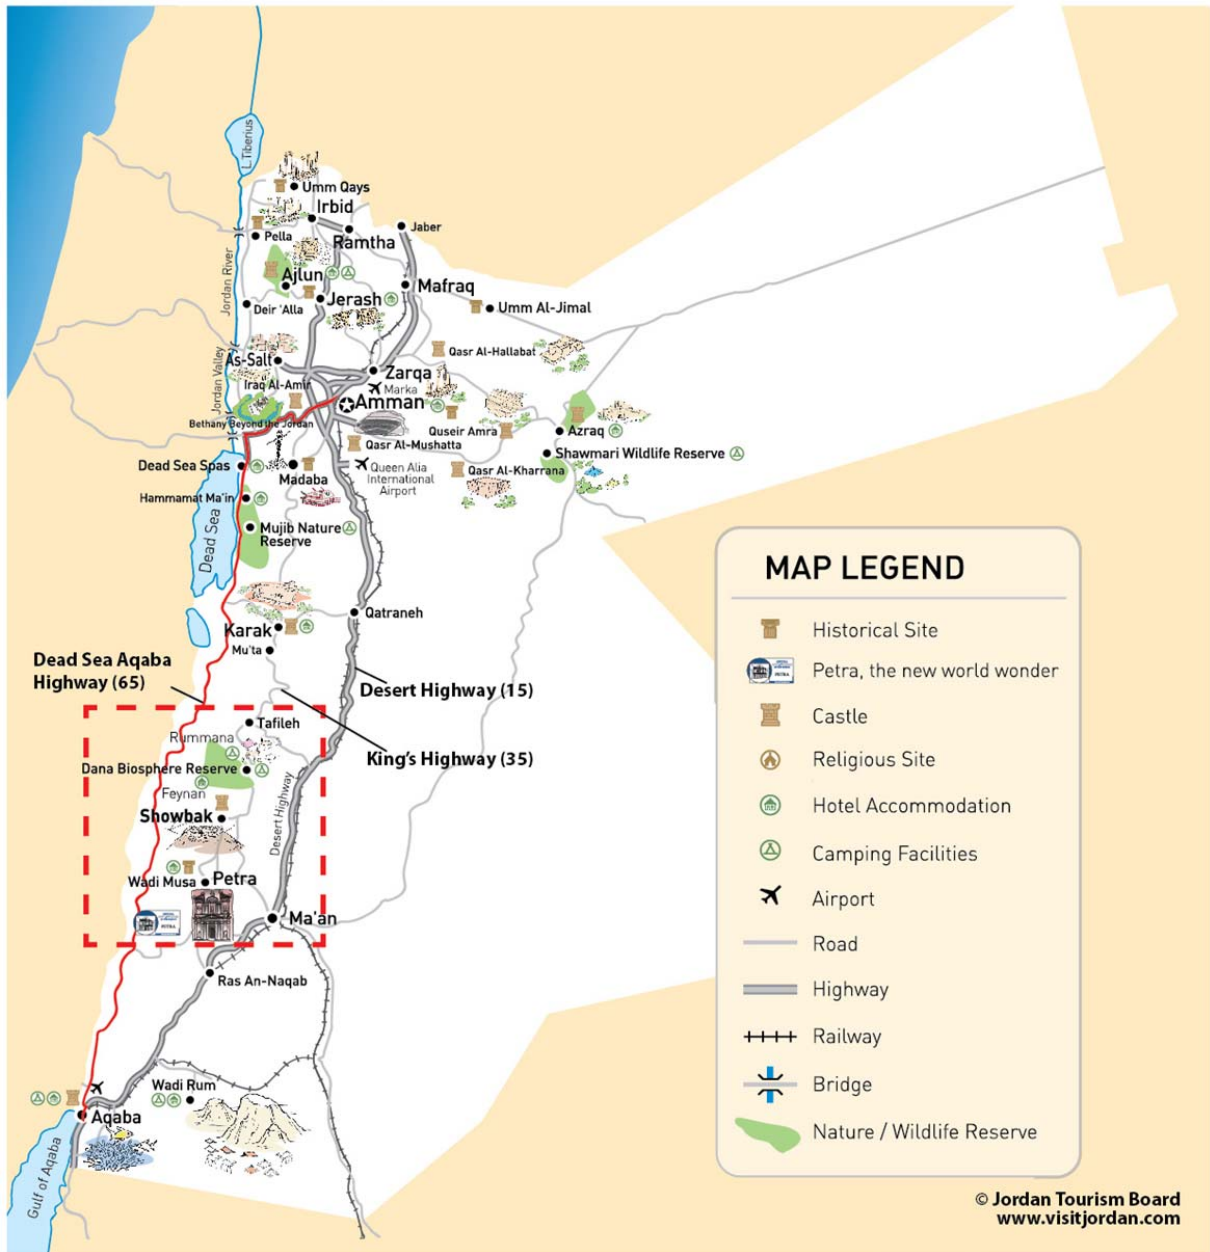 L.Tiberius
Umm Qays
Irbid
Jaber
Pella
Ramtha
Jordan River
Ajlun
Mafraq
Jerash
Deir 'Alla
Umm Al-Jimal
As-Salt
Qasr Al-Hallabat
Jordan Valley
Zarqa
Iraq Al-Amir
Marka
Amman
Bethany Beyond the Jordan
Quseir Amra
Azraq
Qasr Al-Mushatta
Shawmari Wildlife Reserve
Dead Sea Spas
Madaba
Queen Alia
International
Airport
Qasr Al-Kharrana
Hammamat Ma'in
Dead Sea
Mujib Nature
Reserve
Qatraneh
Karak
Mu'ta
Dead Sea Aqaba
Highway (65)
Desert Highway (15)
Tafileh
Rummana
King's Highway (35)
Dana Biosphere Reserve
Feynan
Desert Highway
Showbak
Wadi Musa
Petra
PETRA
Ma'an
Ras An-Naqab
Wadi Rum
Aqaba
Gulf of Aqaba
MAP LEGEND
Historical Site
PETRA
Petra, the new world wonder
Castle
Religious Site
Hotel Accommodation
Camping Facilities
Airport
Road
Highway
Railway
Bridge
Nature / Wildlife Reserve
© Jordan Tourism Board
www.visitjordan.com